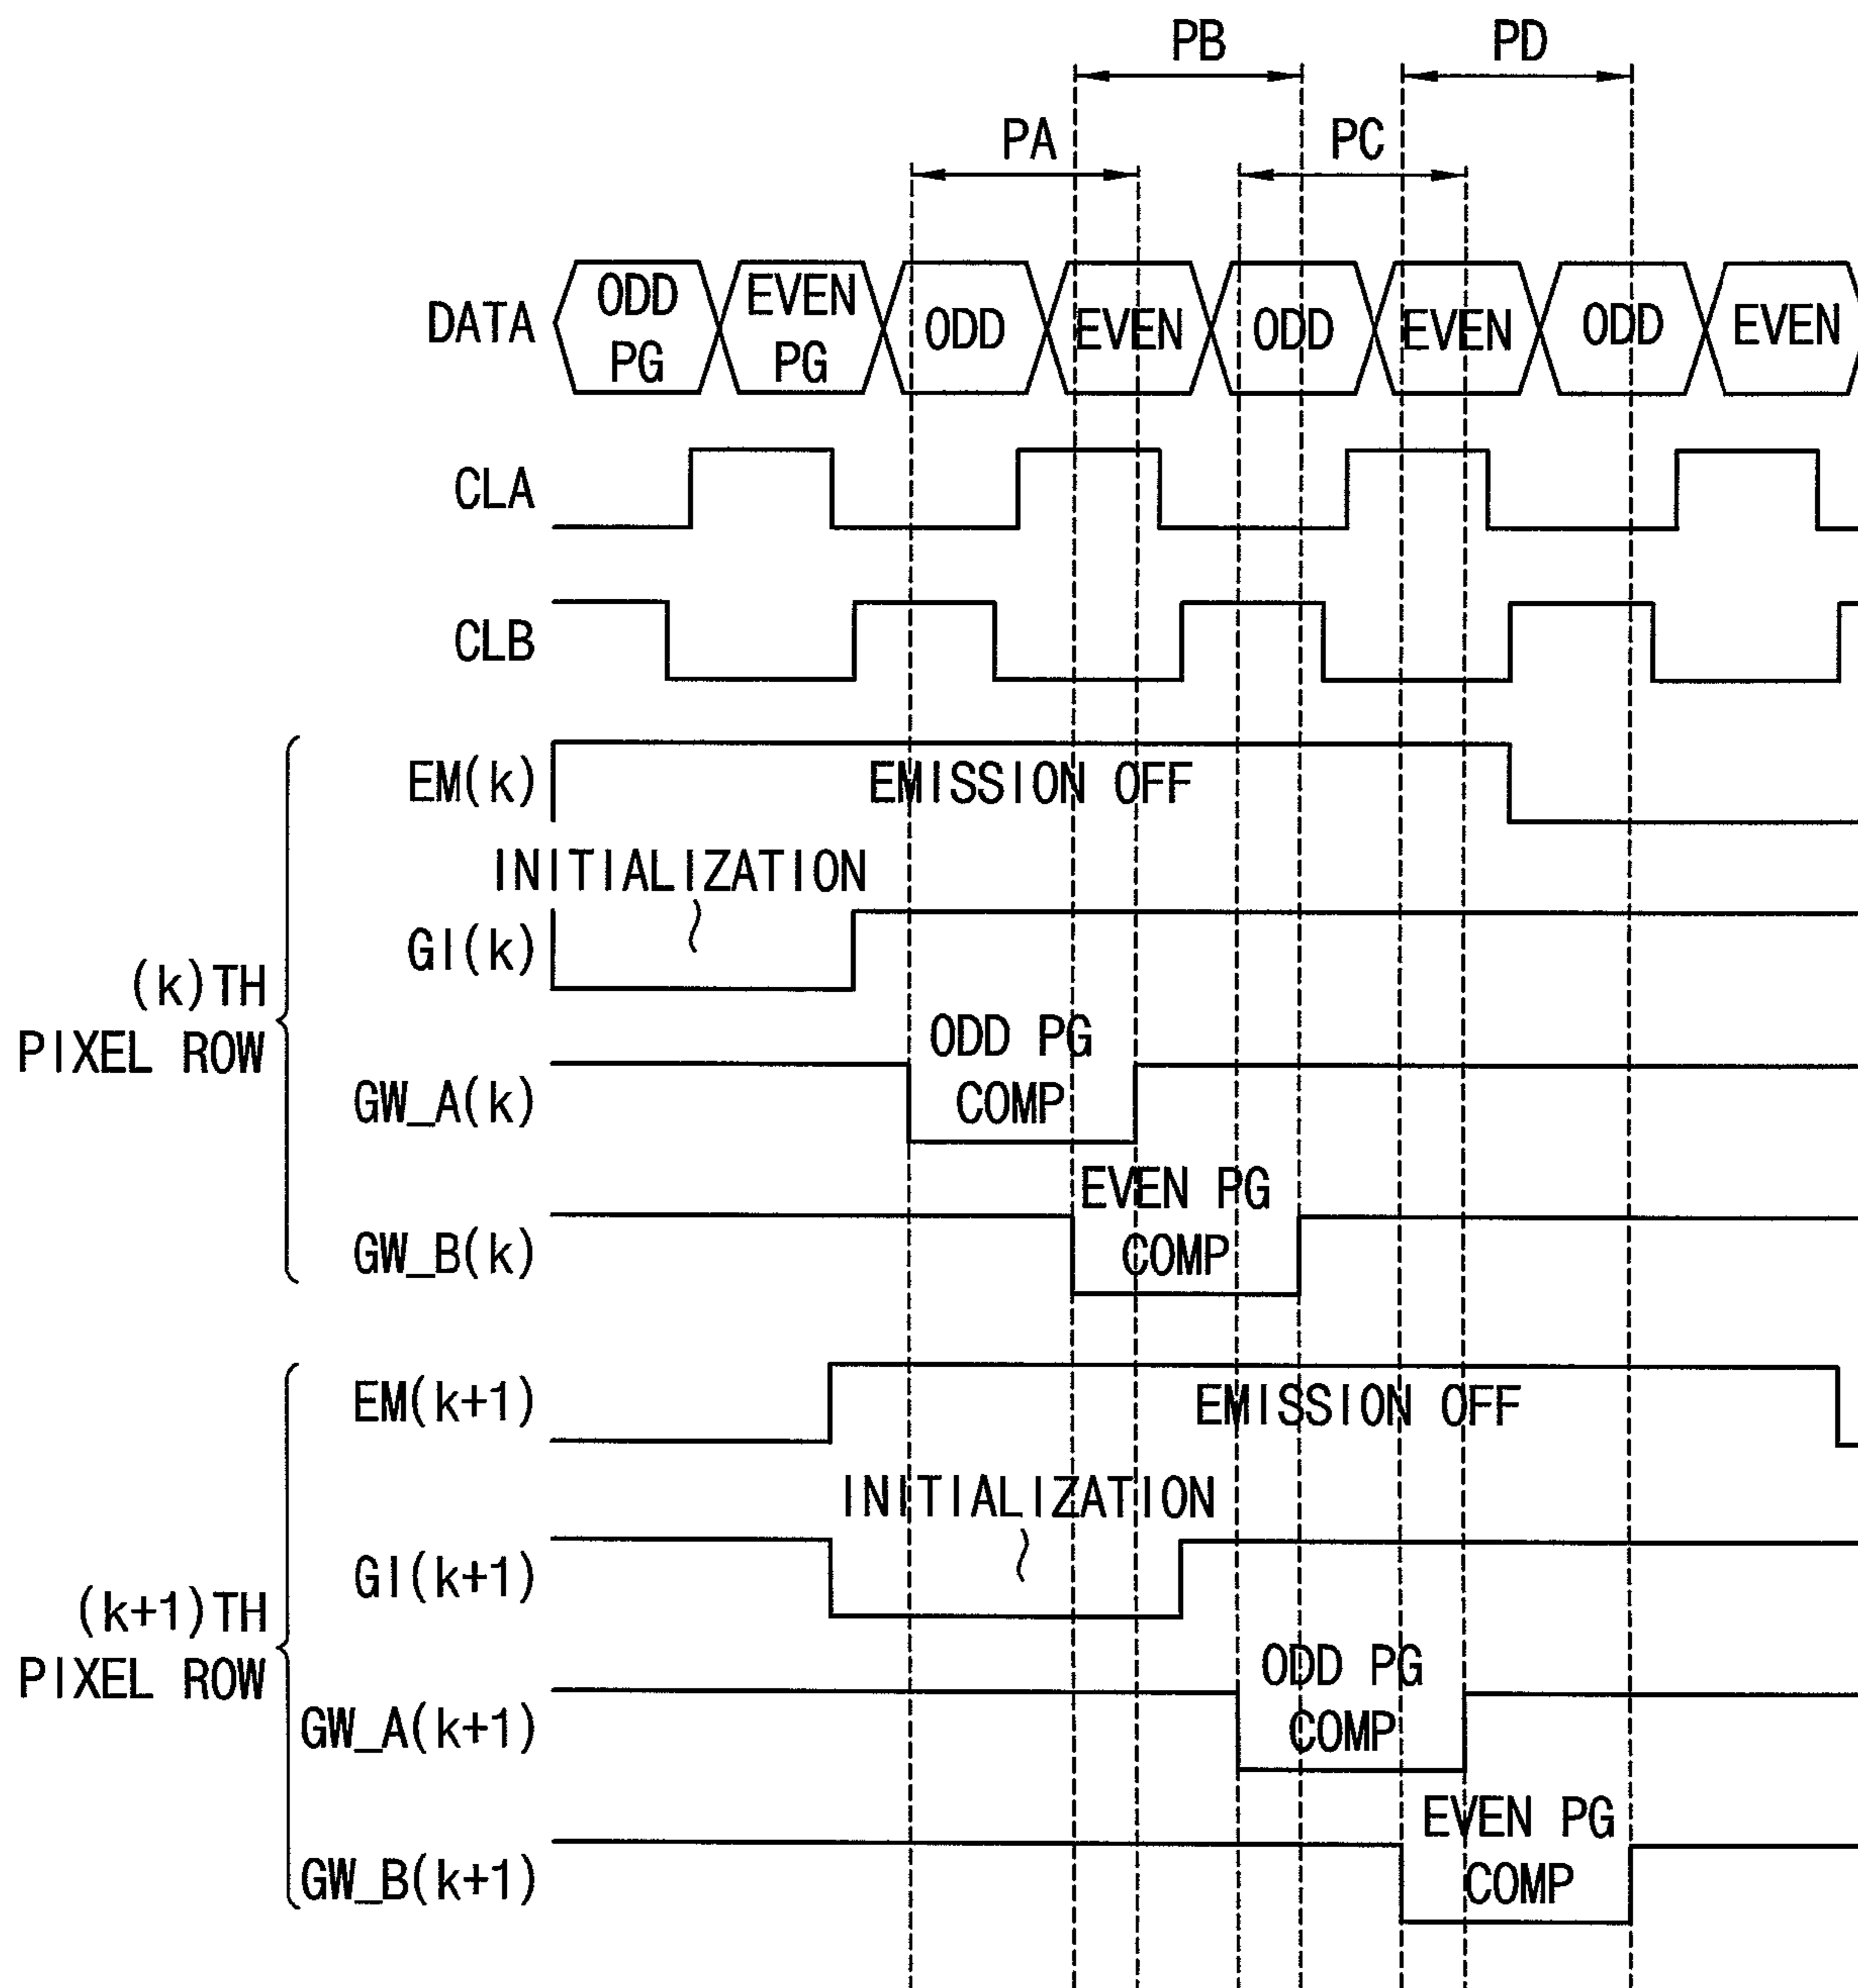 PB
PD
PA
PC
DATA
ODD PG
EVEN PG
ODD
EVEN
ODD
EVEN
ODD
EVEN
CLA
CLB
(k)TH
PIXEL ROW
EM(k)
EMISSION OFF
INITIALIZATION
GI(k)
ODD PG
COMP
GW_A(k)
EVEN PG
COMP
GW_B(k)
(k+1)TH
PIXEL ROW
EM(k+1)
EMISSION OFF
INITIALIZATION
GI(k+1)
ODD PG
COMP
GW_A(k+1)
EVEN PG
COMP
GW_B(k+1)